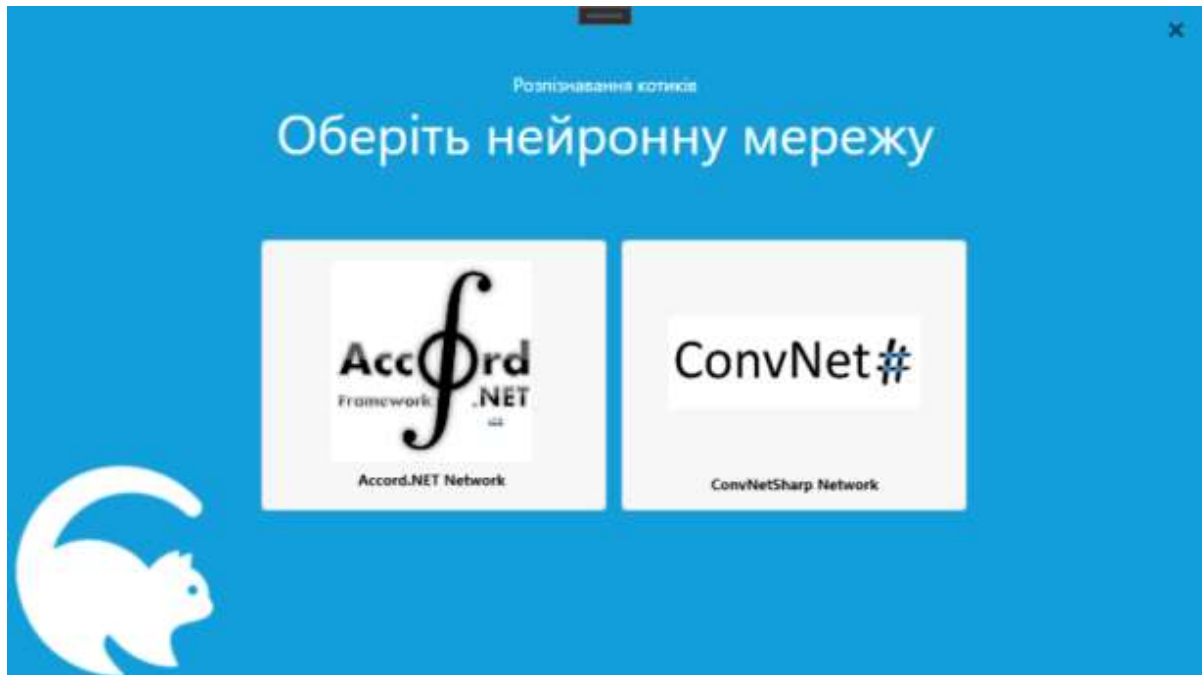 Розпізнавання котиків
Оберіть нейронну мережу
Accord
Framework .NET
Accord.NET Network
ConvNet#
ConvNetSharp Network